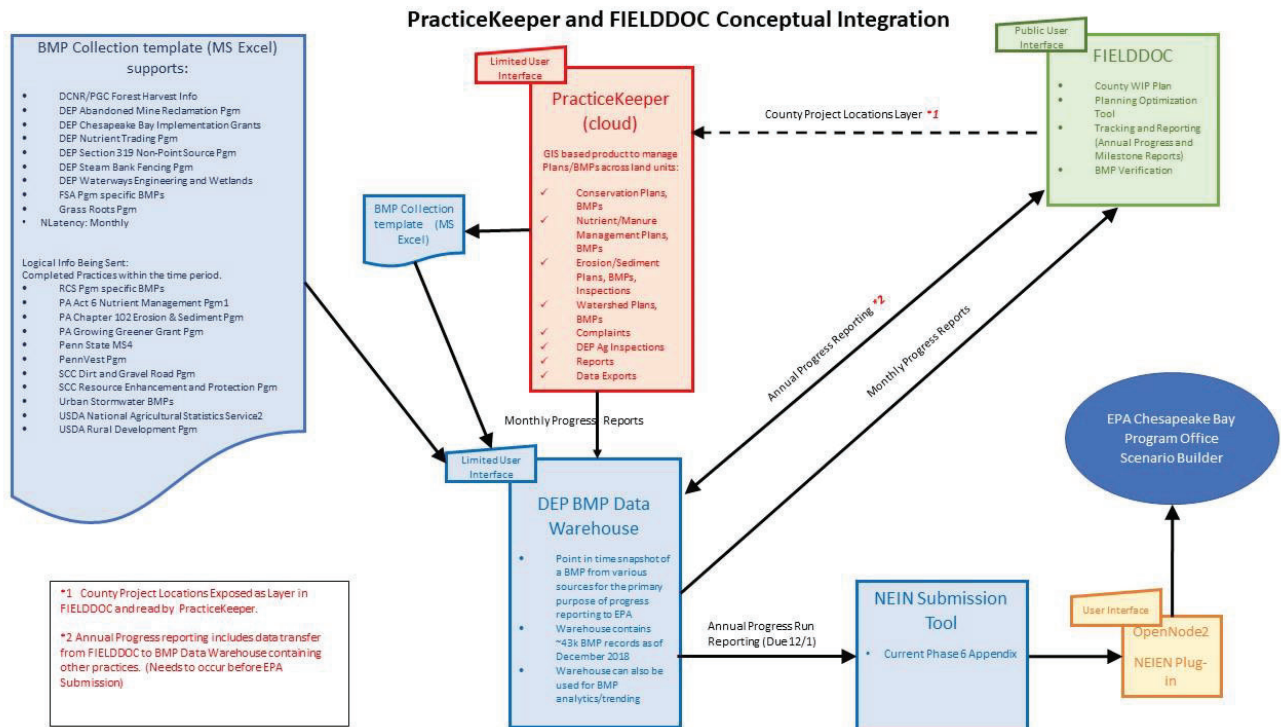 PracticeKeeper and FIELDDOC Conceptual Integration
BMP Collection template (MS Excel)
supports:
• DCNR/PGC Forest Harvest Info
• DEP Abandoned Mine Reclamation Pgm
• DEP Chesapeake Bay Implementation Grants
• DEP Nutrient Trading Pgm
• DEP Section 319 Non-Point Source Pgm
• DEP Steam Bank Fencing Pgm
• DEP Waterways Engineering and Wetlands
• FSA Pgm specific BMPs
• Grass Roots Pgm
• NLatency: Monthly
Logical Info Being Sent:
Completed Practices within the time period.
• RCS Pgm specific BMPs
• PA Act 6 Nutrient Management Pgm1
• PA Chapter 102 Erosion & Sediment Pgm
• PA Growing Greener Grant Pgm
• Penn State MS4
• PennVest Pgm
• SCC Dirt and Gravel Road Pgm
• SCC Resource Enhancement and Protection Pgm
• Urban Stormwater BMPs
• USDA National Agricultural Statistics Service2
• USDA Rural Development Pgm
BMP Collection
template (MS
Excel)
Limited User
Interface
PracticeKeeper
(cloud)
GIS based product to manage
Plans/BMPs across land units:
✓ Conservation Plans,
BMPs
✓ Nutrient/Manure
Management Plans,
BMPs
✓ Erosion/Sediment
Plans, BMPs,
Inspections
✓ Watershed Plans,
BMPs
✓ Complaints
✓ DEP Ag Inspections
✓ Reports
✓ Data Exports
County Project Locations Layer *1
Public User
Interface
FIELDDOC
• County WIP Plan
• Planning Optimization
Tool
• Tracking and Reporting
(Annual Progress and
Milestone Reports)
• BMP Verification
Annual Progress Reporting *2
Monthly Progress Reports
Monthly Progress Reports
Limited User
Interface
DEP BMP Data
Warehouse
• Point in time snapshot of
a BMP from various
sources for the primary
purpose of progress
reporting to EPA
• Warehouse contains
~43k BMP records as of
December 2018
• Warehouse can also be
used for BMP
analytics/trending
Annual Progress Run
Reporting (Due 12/1)
NEIN Submission
Tool
• Current Phase 6 Appendix
User Interface
OpenNode2
NEIEN Plug-
in
EPA Chesapeake Bay
Program Office
Scenario Builder
*1 County Project Locations Exposed as Layer in
FIELDDOC and read by PracticeKeeper.
*2 Annual Progress reporting includes data transfer
from FIELDDOC to BMP Data Warehouse containing
other practices. (Needs to occur before EPA
Submission)